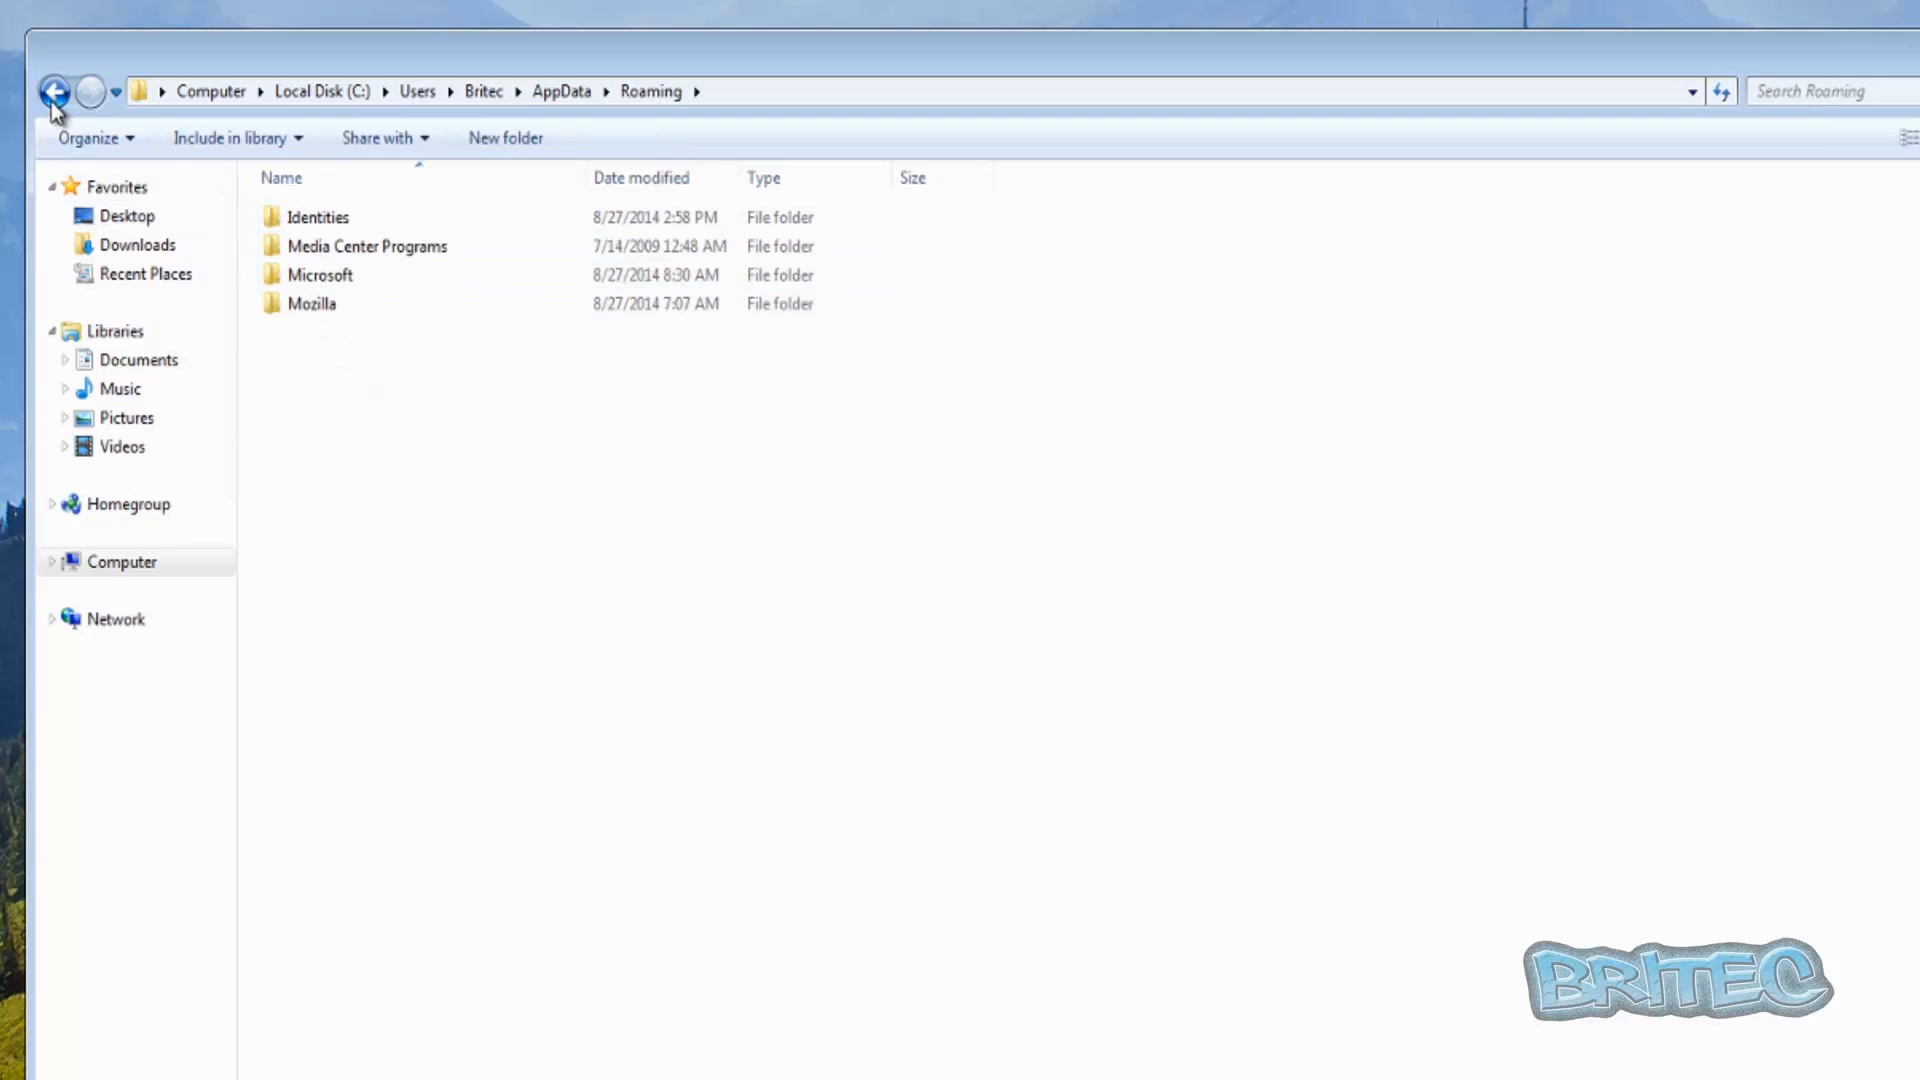 Computer Local Disk (C:) Users Britec AppData Roaming Search Roaming
Organize Include in library Share with New folder
Name Date modified Type Size
Favorites
Desktop
Downloads
Recent Places
Libraries
Documents
Music
Pictures
Videos
Homegroup
Computer
Network
Identities 8/27/2014 2:58 PM File folder
Media Center Programs 7/14/2009 12:48 AM File folder
Microsoft 8/27/2014 8:30 AM File folder
Mozilla 8/27/2014 7:07 AM File folder
BRITEC